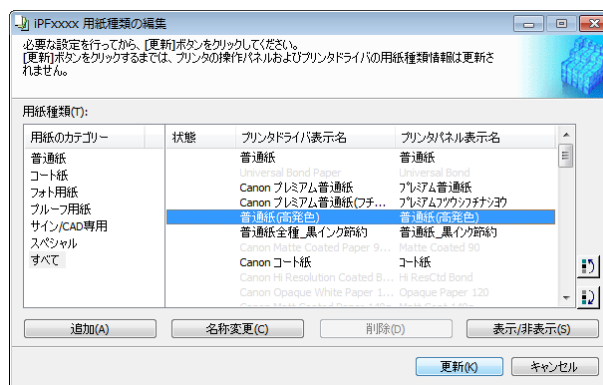 iPFxxxx 用紙種類の編集
必要な設定を行ってから、[更新]ボタンをクリックしてください。
[更新]ボタンをクリックするまでは、プリンタの操作パネルおよびプリンタドライバの用紙種類情報は更新さ
れません。
用紙種類(T):
用紙のカテゴリー 状態 プリンタドライバ表示名 プリンタパネル表示名
普通紙 普通紙 普通紙
Universal Bond Paper Universal Bond
コート紙 Canon プレミアム普通紙 プレミアム普通紙
フォト用紙 Canon プレミアム普通紙(フチ... プレミアムフツウシフチナシヨウ
プルーフ用紙 普通紙(高発色) 普通紙(高発色)
サイン/CAD専用 普通紙全種_黒インク節約 普通紙_黒インク節約
スペシャル Canon Matte Coated Paper 9... Matte Coated 90
すべて Canon コート紙 コート紙
Canon Hi Resolution Coated B... Hi ResCtd Bond
Canon Opaque White Paper 1... Opaque Paper 120
追加(A) 名称変更(C) 削除(D) 表示/非表示(S)
更新(K) キャンセル